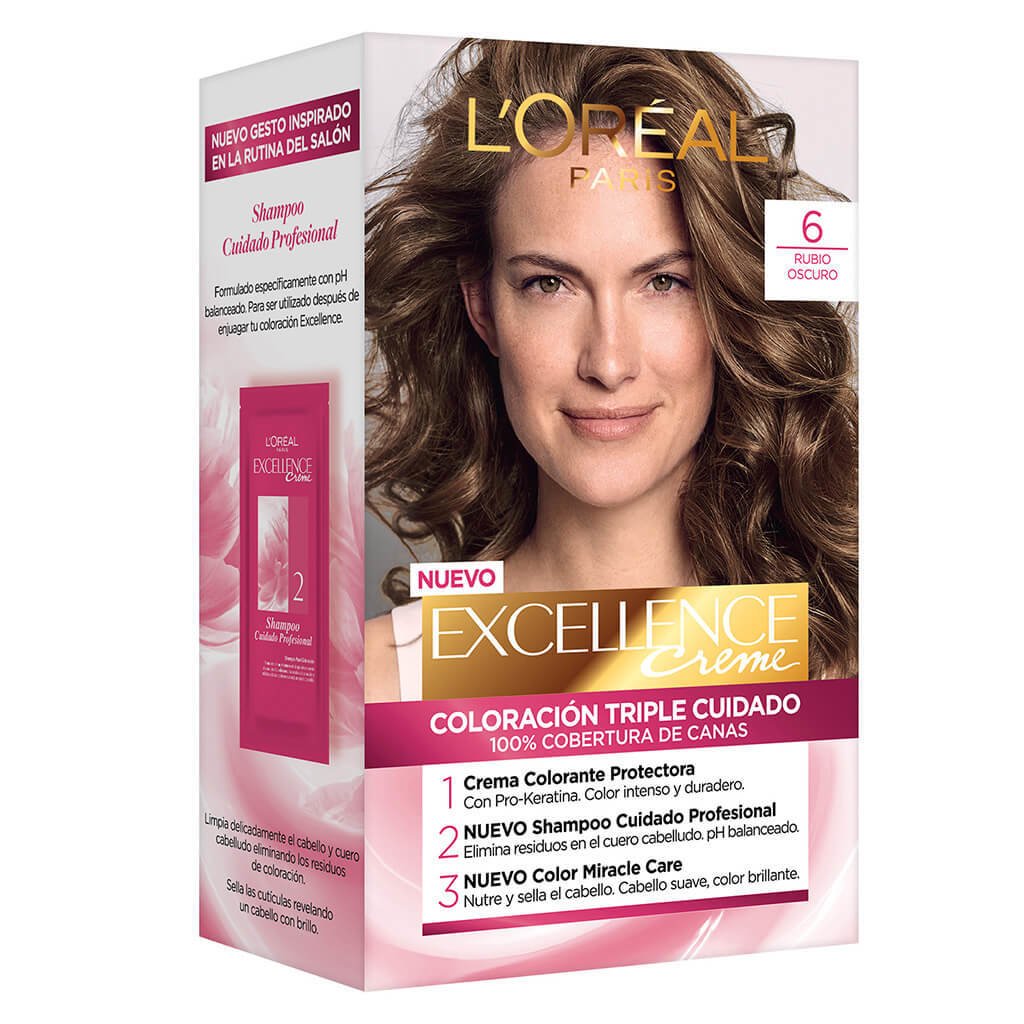 NUEVO GESTO INSPIRADO
EN LA RUTINA DEL SALÓN
Shampoo
Cuidado Profesional
Formulado específicamente con pH
balanceado. Para ser utilizado después de
enjuagar tu coloración Excellence.
L'ORÉAL
PARIS
EXCELLENCE
Creme
2
Shampoo
Cuidado Profesional
Limpia delicadamente el cabello y cuero
cabelludo eliminando los residuos
de coloración.
Sella las cutículas revelando
un cabello con brillo.
L'ORÉAL
PARIS
6
RUBIO
OSCURO
NUEVO
EXCELLENCE
Creme
COLORACIÓN TRIPLE CUIDADO
100% COBERTURA DE CANAS
1 Crema Colorante Protectora
Con Pro-Keratina. Color intenso y duradero.
2 NUEVO Shampoo Cuidado Profesional
Elimina residuos en el cuero cabelludo. pH balanceado.
3 NUEVO Color Miracle Care
Nutre y sella el cabello. Cabello suave, color brillante.